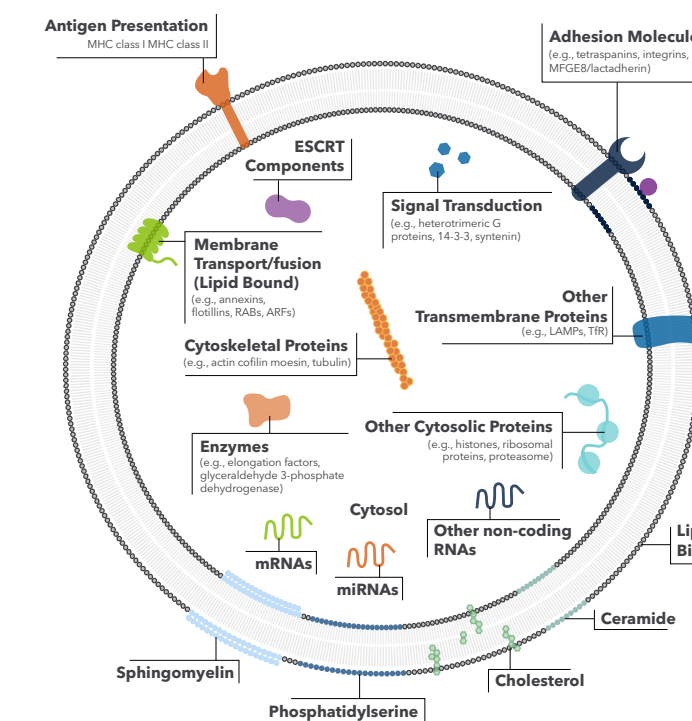 Antigen Presentation
MHC class I MHC class II
Adhesion Molecule
(e.g., tetraspanins, integrins,
MFGE8/lactadherin)
ESCRT
Components
Signal Transduction
(e.g., heterotrimeric G
proteins, 14-3-3, syntenin)
Membrane
Transport/fusion
(Lipid Bound)
(e.g., annexins,
flotillins, RABs, ARFs)
Other
Transmembrane Proteins
(e.g., LAMPs, TfR)
Cytoskeletal Proteins
(e.g., actin cofilin moesin, tubulin)
Other Cytosolic Proteins
(e.g., histones, ribosomal
proteins, proteasome)
Enzymes
(e.g., elongation factors,
glyceraldehyde 3-phosphate
dehydrogenase)
Cytosol
Other non-coding
RNAs
mRNAs
miRNAs
Li
Bi
Ceramide
Sphingomyelin
Cholesterol
Phosphatidylserine